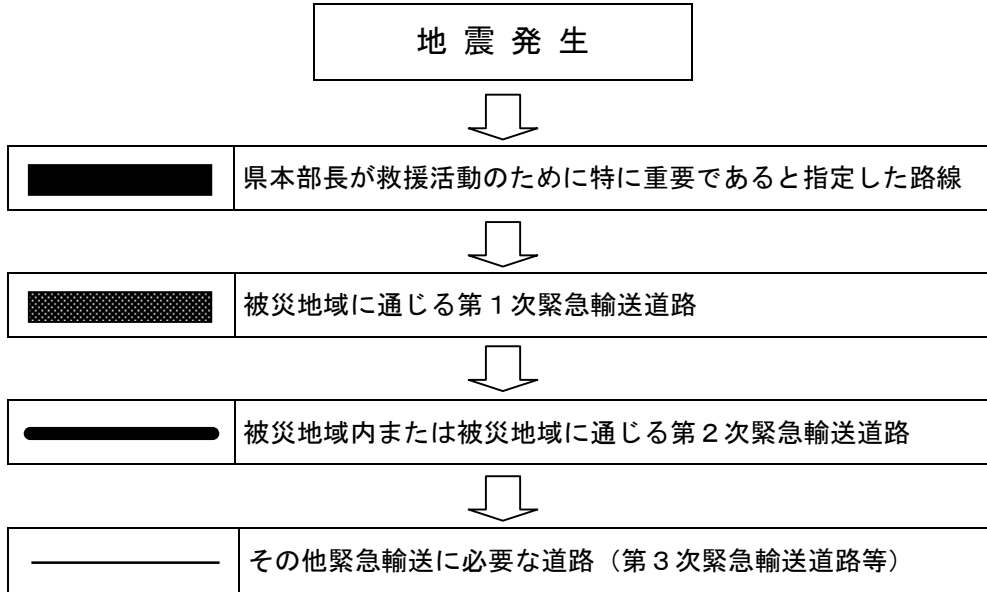 地震発生
県本部長が救援活動のために特に重要であると指定した路線
被災地域に通じる第１次緊急輸送道路
被災地域内または被災地域に通じる第２次緊急輸送道路
その他緊急輸送に必要な道路（第３次緊急輸送道路等）